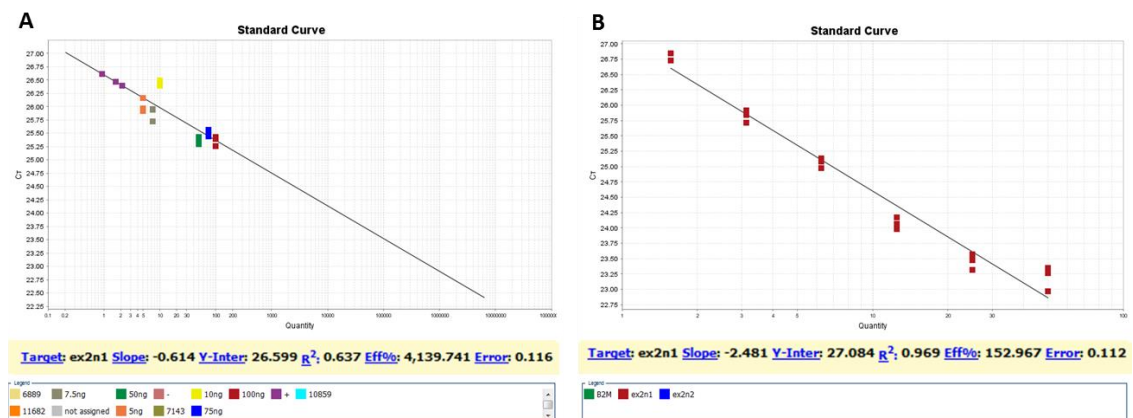 A
Standard Curve
27.00
26.75
26.50
26.25
26.00
25.75
25.50
25.25
25.00
24.75
24.50
24.25
24.00
23.75
23.50
23.25
23.00
22.75
22.50
22.25
CT
0.1 0.2 1 2 3 4 5 10 20 30 100 200 1000 10000 100000 1000000
Quantity
Target: ex2n1 Slope: -0.614 Y-Inter: 26.599 R²: 0.637 Eff%: 4,139.741 Error: 0.116
Legend
6889 7.5ng 50ng - 10ng 100ng + 10859
11682 not assigned 5ng 7143 75ng
B
Standard Curve
27.00
26.75
26.50
26.25
26.00
25.75
25.50
25.25
25.00
24.75
24.50
24.25
24.00
23.75
23.50
23.25
23.00
22.75
CT
1 2 3 4 5 10 20 30 100
Quantity
Target: ex2n1 Slope: -2.481 Y-Inter: 27.084 R²: 0.969 Eff%: 152.967 Error: 0.112
Legend
B2M ex2n1 ex2n2